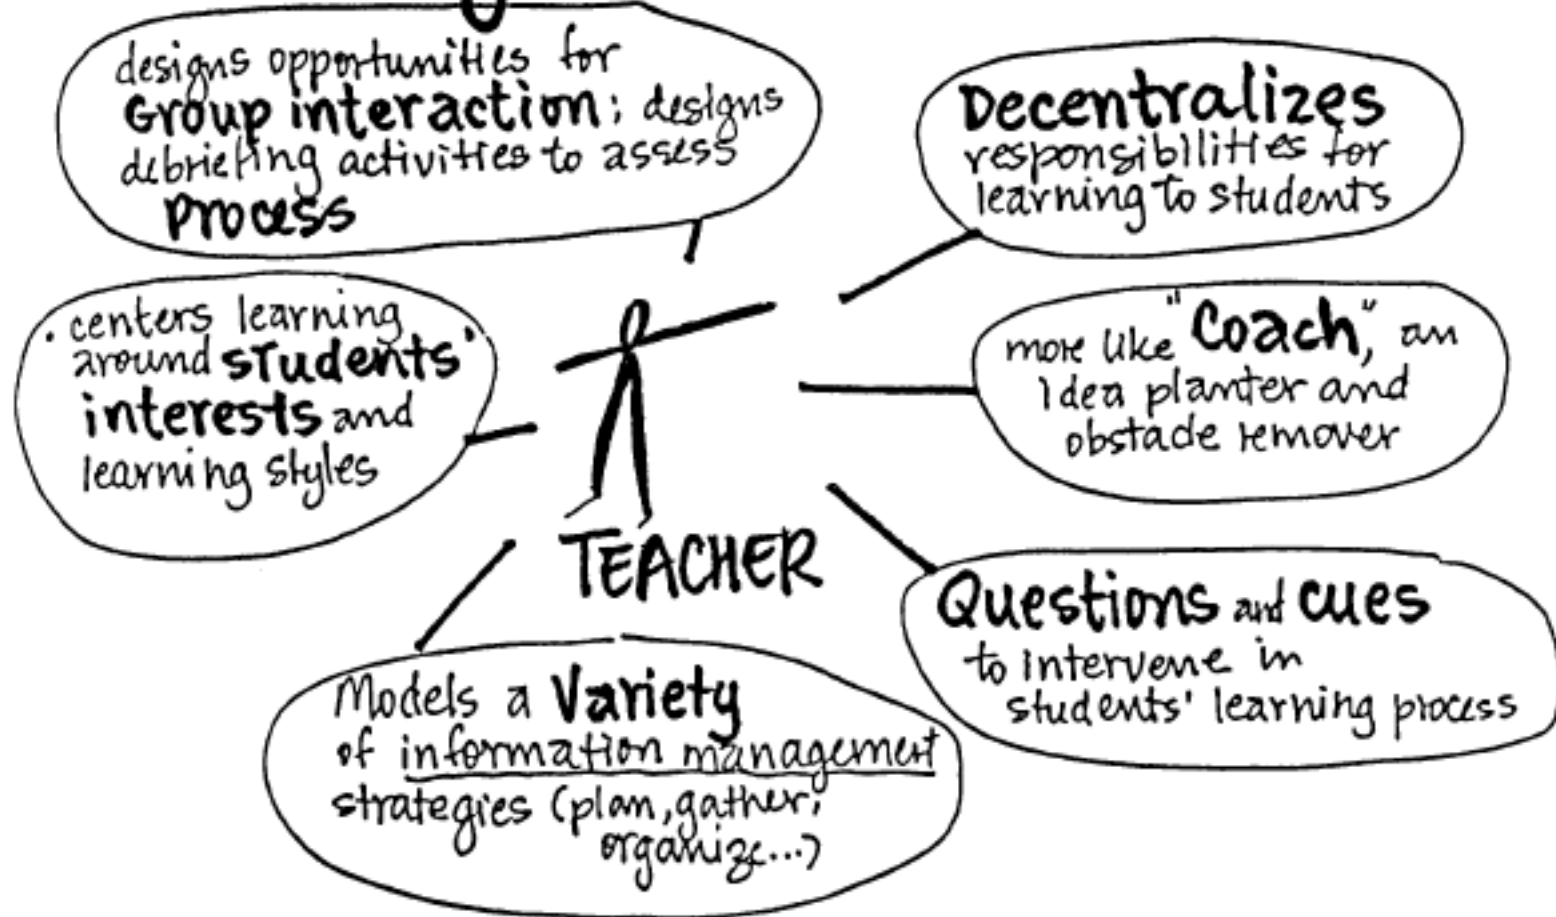 designs opportunities for
Group interaction; designs
debriefing activities to assess
process
Decentralizes
responsibilities for
learning to students
centers learning
around students'
interests and
learning styles
more like "Coach," an
idea planter and
obstacle remover
TEACHER
Questions and cues
to intervene in
students' learning process
Models a Variety
of information management
strategies (plan, gather,
organize...)